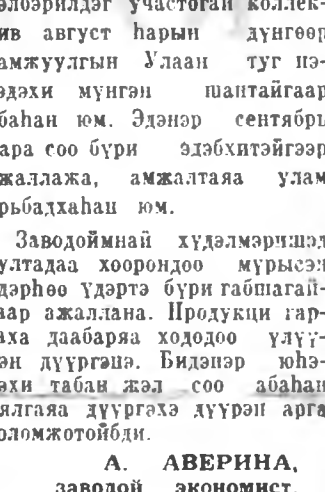 элбэрилдэг участогай коллек-
ив август һарын дүнгөөр
амжуулгын Улаан туг нэ-
эдэхи мүнгэн шантайгаар
баһан юм. Эдэнэр сентябрь
ара соо бүри эдэбхитэйгээр
жаллажа, амжалтаяа улам
рьбадхаһан юм.
Заводоймнай хүдэлмэришэд
ултадаа хоорондоо мүрысэн
дэрһөө үдэртэ бүри габшагай-
аар ажаллана. Продукци гар-
аха даабаряа хододоо үлүү-
эн дүүргэнэ. Бидэнэр юһэ-
эхи табан жэл соо абаһан
ялгаяа дүүргэхэ дүүрэн арга
оломжотойбди.
А. АВЕРИНА,
заводой экономист.